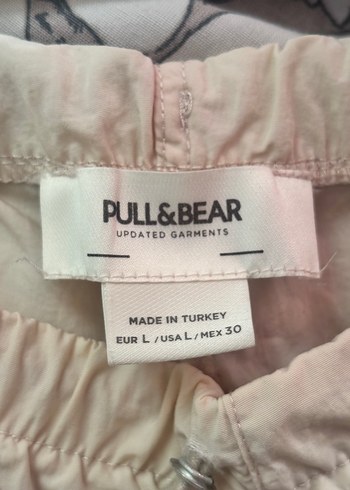 PULL&BEAR
UPDATED GARMENTS
MADE IN TURKEY
EUR L / USA L / MEX 30